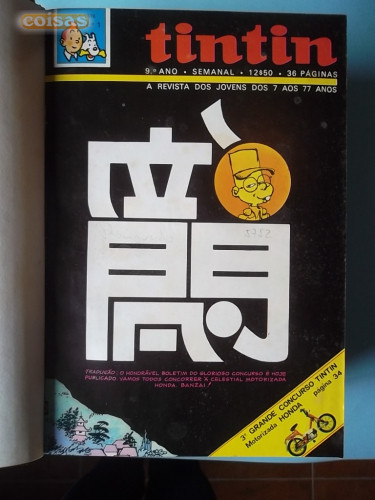 coisas
tintin
9.º ANO • SEMANAL • 12$50 • 36 PÁGINAS
A REVISTA DOS JOVENS DOS 7 AOS 77 ANOS
TRADUÇÃO: O HONORÁVEL BOLETIM DO GLORIOSO CONCURSO É HOJE
PUBLICADO. VAMOS TODOS CONCORRER À CELESTIAL MOTORIZADA
HONDA. BANZAI!
3º GRANDE CONCURSO TINTIN
Motorizada HONDA página 34